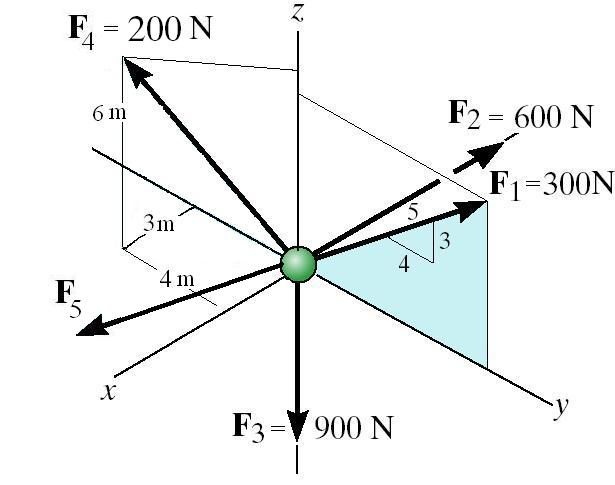 z
F4 = 200 N
6 m
F2 = 600 N
F1=300N
5
3
4
3m
4 m
F5
x
y
F3= 900 N